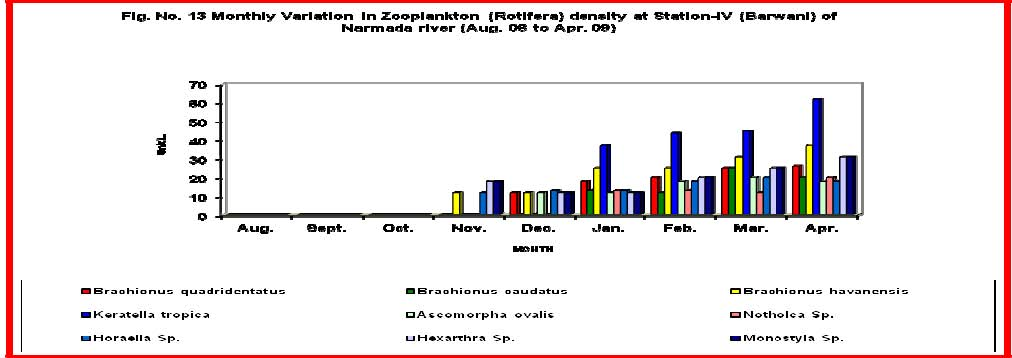 Fig. No. 13 Monthly Variation in Zooplankton (Rotifera) density at Station-IV (Barwani) of
Narmada river (Aug. 08 to Apr. 09)
70
60
50
40
30
20
10
0
Aug. Sept. Oct. Nov. Dec. Jan. Feb. Mar. Apr.
MONTH
Brachionus quadridentatus Brachionus caudatus Brachionus havanensis
Keratella tropica Ascomorpha ovalis Notholca Sp.
Horaella Sp. Hexarthra Sp. Monostyla Sp.